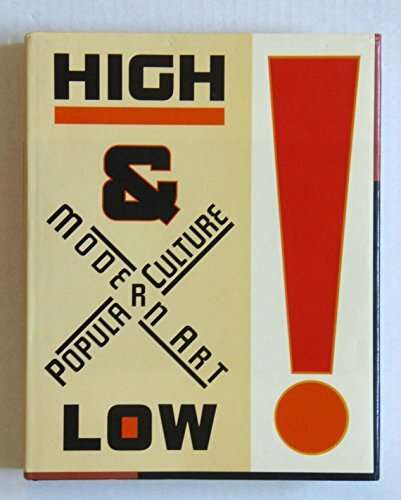 HIGH
&
MODERN ART
POPULAR CULTURE
LOW
!